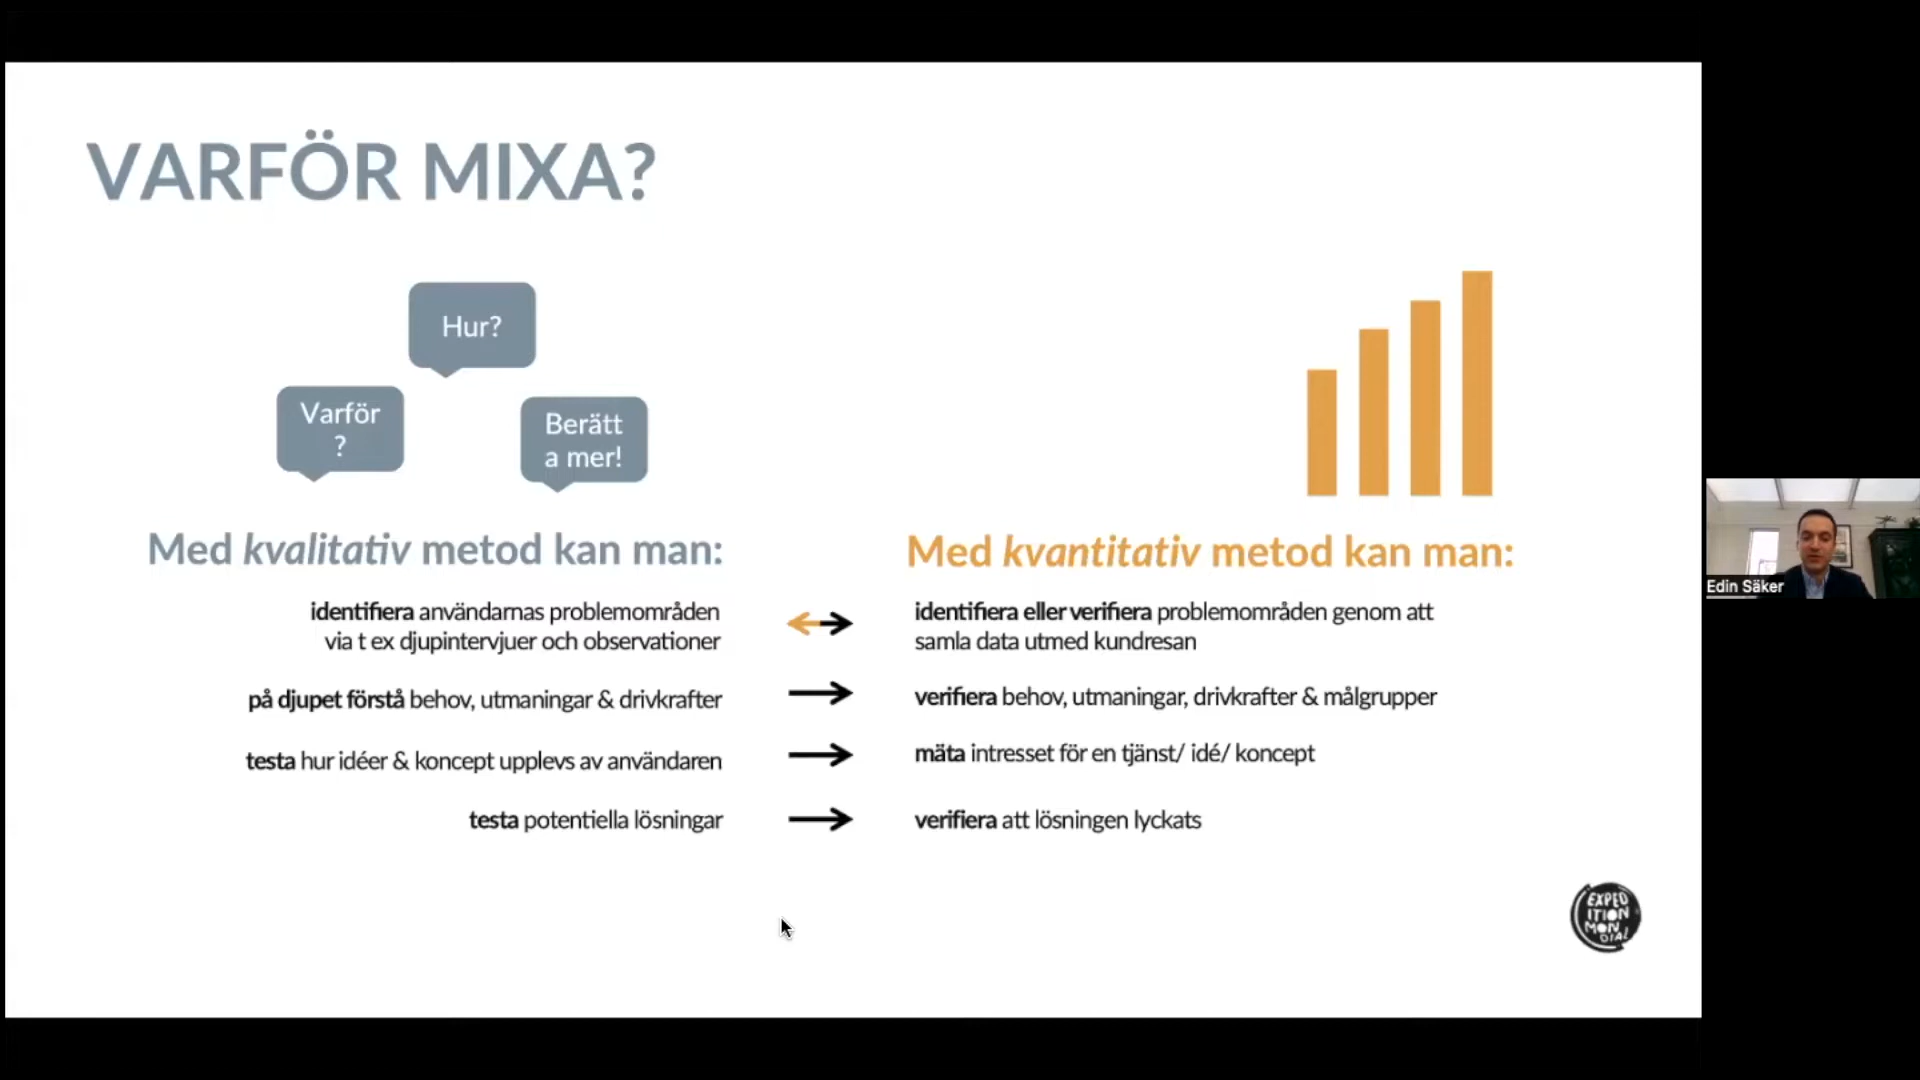 VARFÖR MIXA?
Hur?
Varför
?
Berätt
a mer!
Med kvalitativ metod kan man:
identifiera användarnas problemområden
via t ex djupintervjuer och observationer
på djupet förstå behov, utmaningar & drivkrafter
testa hur idéer & koncept upplevs av användaren
testa potentiella lösningar
Med kvantitativ metod kan man:
identifiera eller verifiera problemområden genom att
samla data utmed kundresan
verifiera behov, utmaningar, drivkrafter & målgrupper
mäta intresset för en tjänst/ idé/ koncept
verifiera att lösningen lyckats
EXPED
ITION
MON
DIAL
Edin Säker